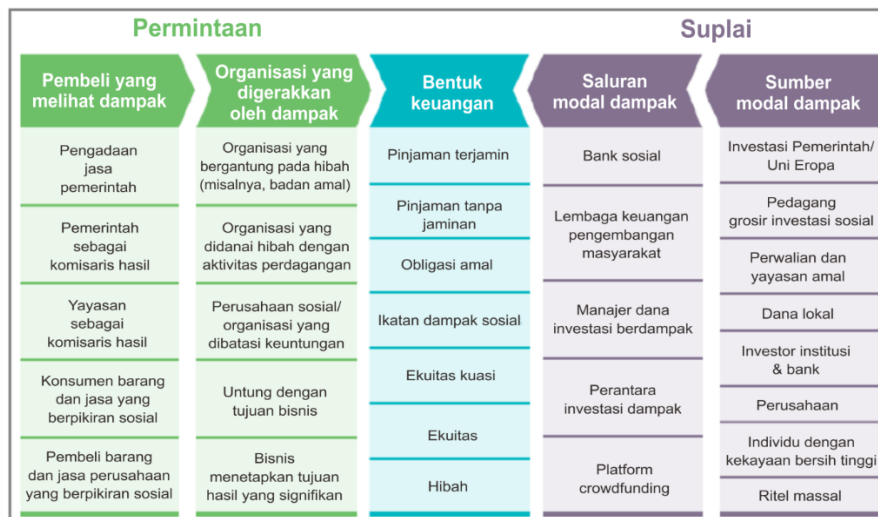 Permintaan
Suplai
Pembeli yang
melihat dampak
Pengadaan
jasa
pemerintah
Pemerintah
sebagai
komisaris hasil
Yayasan
sebagai
komisaris hasil
Konsumen barang
dan jasa yang
berpikiran sosial
Pembeli barang
dan jasa perusahaan
yang berpikiran sosial
Organisasi yang
digerakkan
oleh dampak
Organisasi yang
bergantung pada hibah
(misalnya, badan amal)
Organisasi yang
didanai hibah dengan
aktivitas perdagangan
Perusahaan sosial/
organisasi yang
dibatasi keuntungan
Untung dengan
tujuan bisnis
Bisnis
menetapkan tujuan
hasil yang signifikan
Bentuk
keuangan
Pinjaman terjamin
Pinjaman tanpa
jaminan
Obligasi amal
Ikatan dampak sosial
Ekuitas kuasi
Ekuitas
Hibah
Saluran
modal dampak
Bank sosial
Lembaga keuangan
pengembangan
masyarakat
Manajer dana
investasi berdampak
Perantara
investasi dampak
Platform
crowdfunding
Sumber
modal dampak
Investasi Pemerintah/
Uni Eropa
Pedagang
grosir investasi sosial
Perwalian dan
yayasan amal
Dana lokal
Investor institusi
& bank
Perusahaan
Individu dengan
kekayaan bersih tinggi
Ritel massal